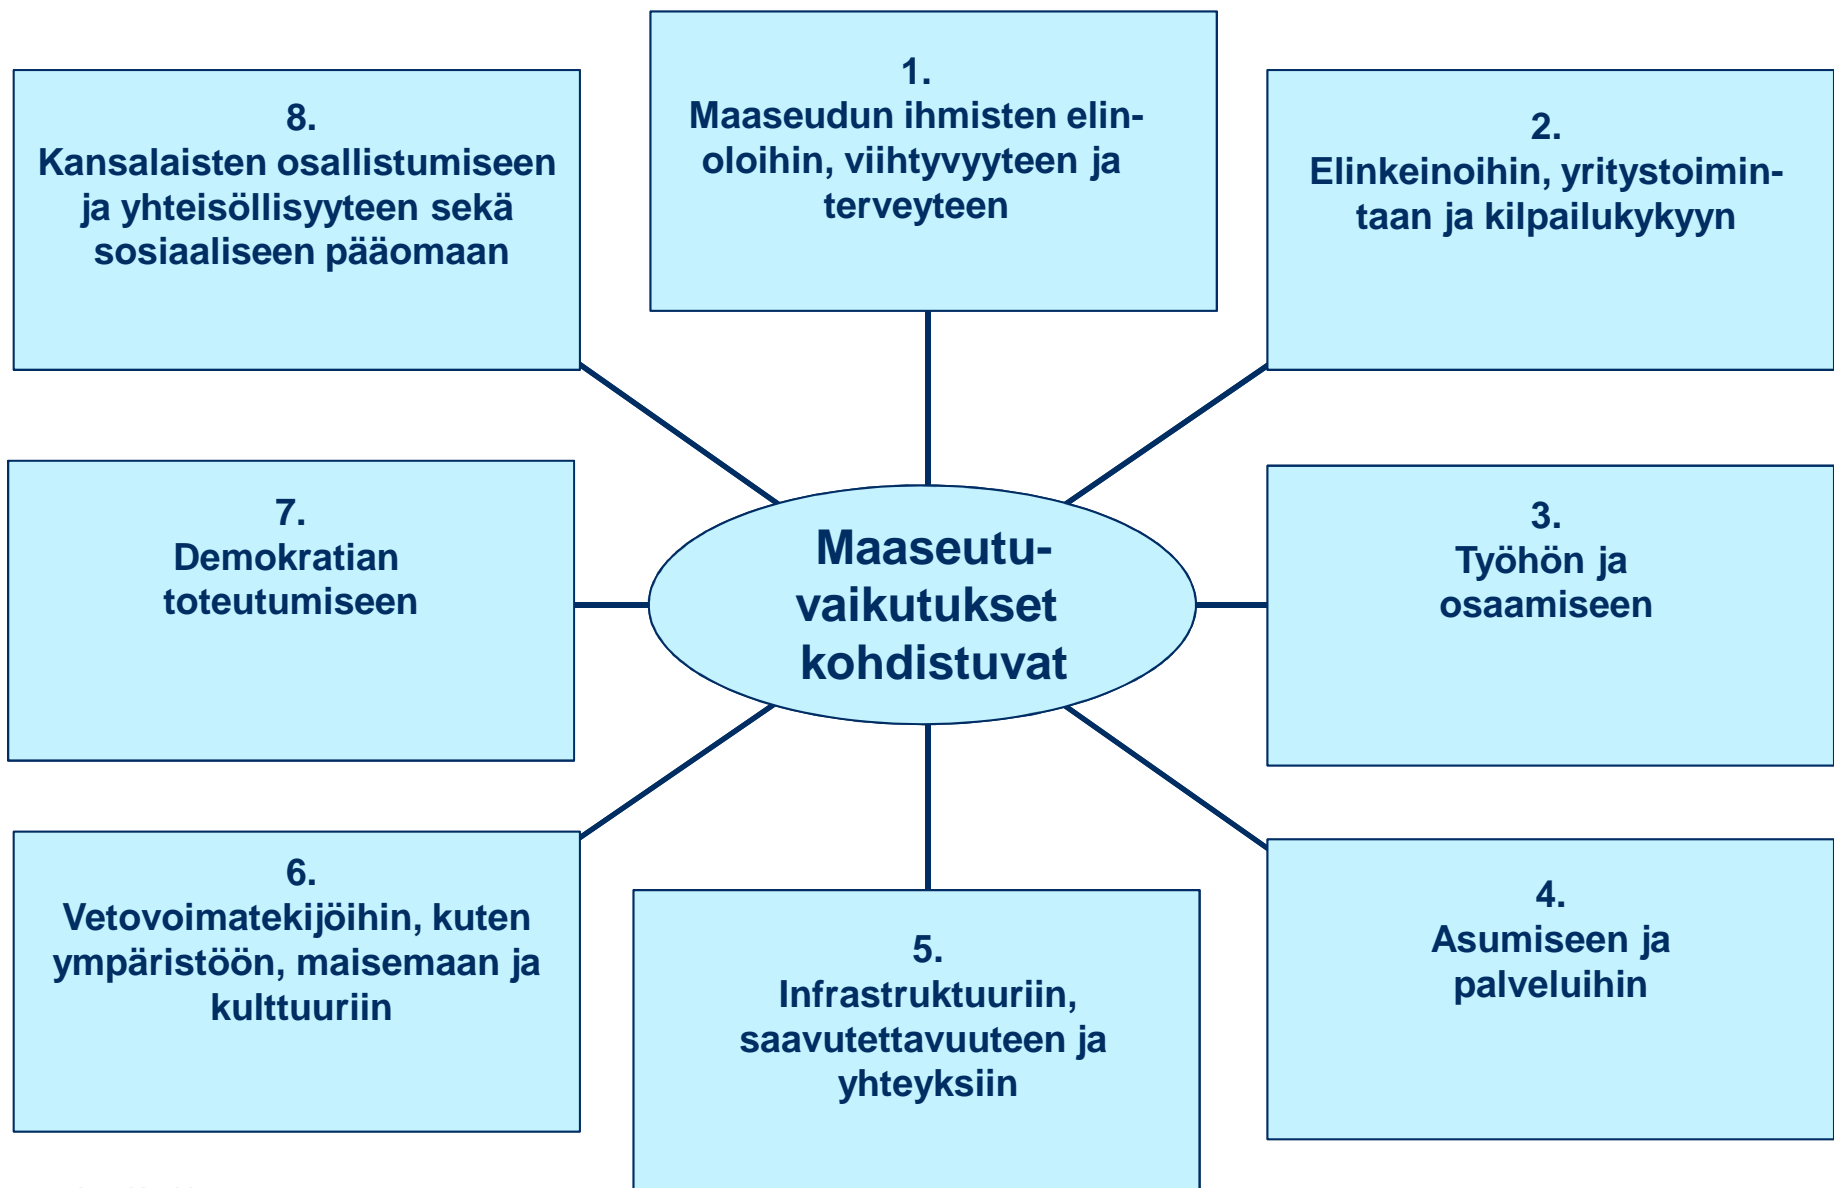 Maaseutu-
vaikutukset
kohdistuvat
1.
Maaseudun ihmisten elin-
oloihin, viihtyvyyteen ja
terveyteen
2.
Elinkeinoihin, yritystoimin-
taan ja kilpailukykyyn
3.
Työhön ja
osaamiseen
4.
Asumiseen ja
palveluihin
5.
Infrastruktuuriin,
saavutettavuuteen ja
yhteyksiin
6.
Vetovoimatekijöihin, kuten
ympäristöön, maisemaan ja
kulttuuriin
7.
Demokratian
toteutumiseen
8.
Kansalaisten osallistumiseen
ja yhteisöllisyyteen sekä
sosiaaliseen pääomaan